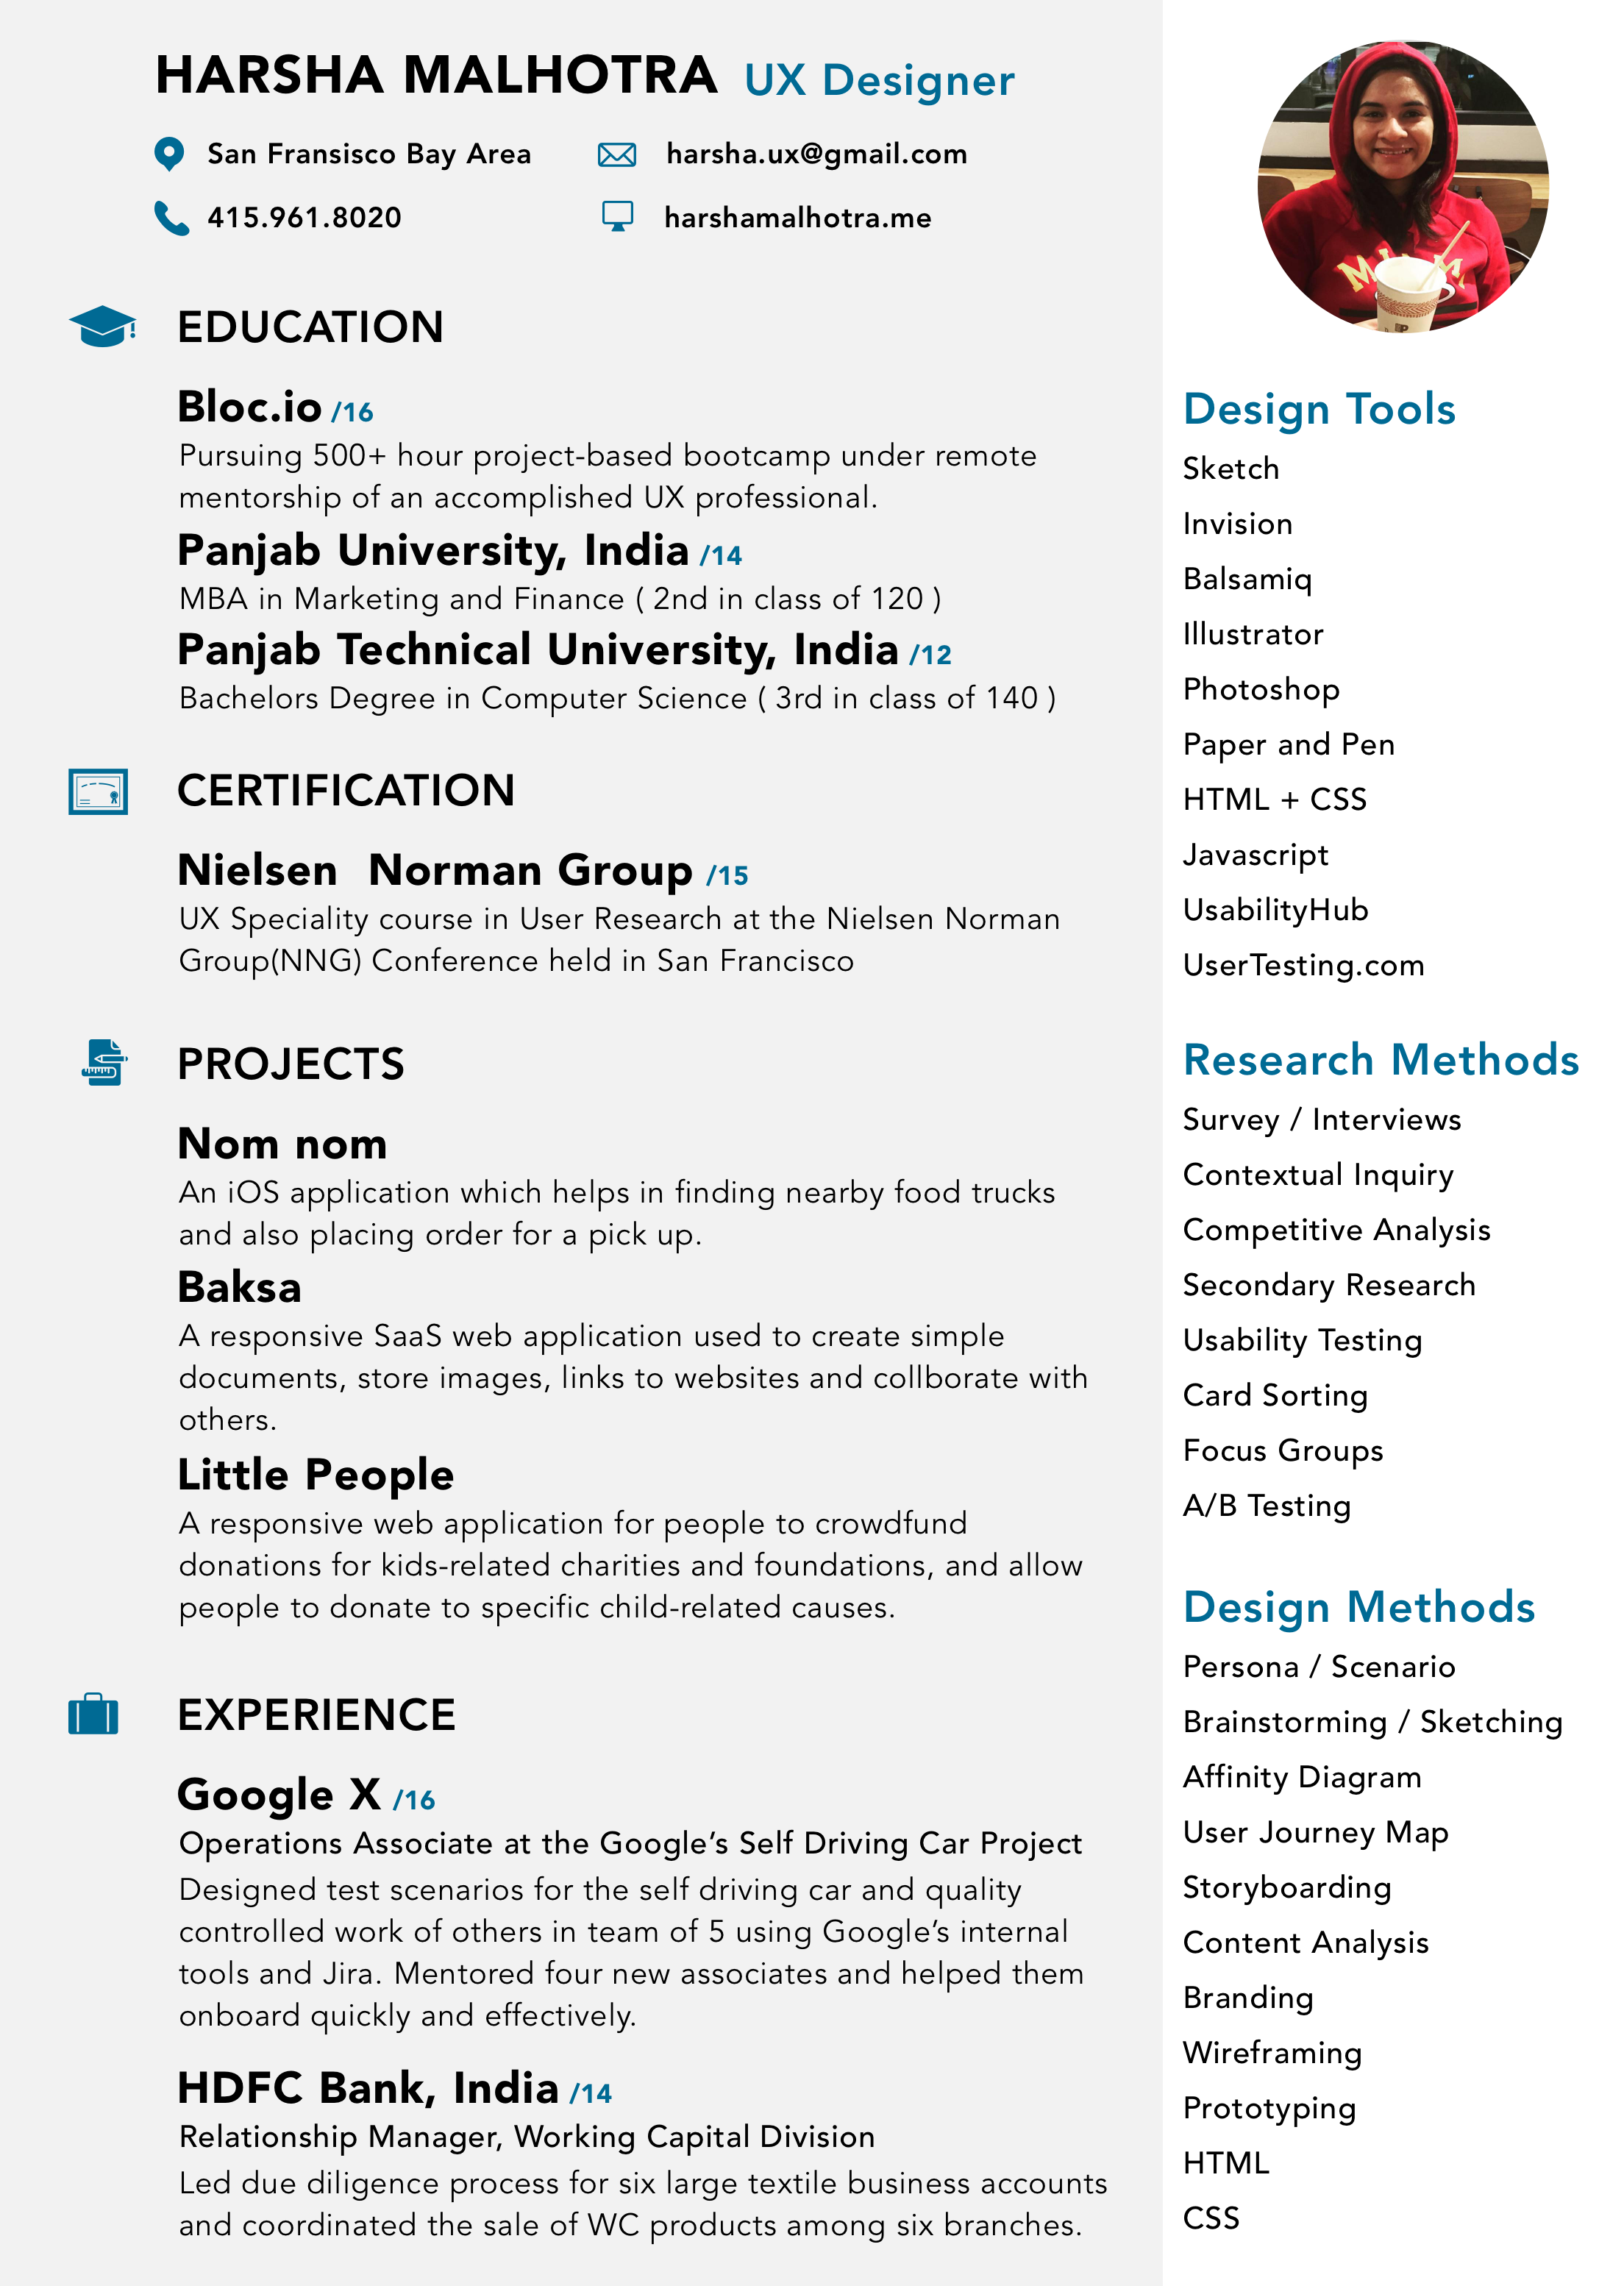 HARSHA MALHOTRA UX Designer
San Fransisco Bay Area
harsha.ux@gmail.com
415.961.8020
harshamalhotra.me
EDUCATION
Bloc.io /16
Pursuing 500+ hour project-based bootcamp under remote
mentorship of an accomplished UX professional.
Panjab University, India /14
MBA in Marketing and Finance ( 2nd in class of 120 )
Panjab Technical University, India /12
Bachelors Degree in Computer Science ( 3rd in class of 140 )
CERTIFICATION
Nielsen  Norman Group /15
UX Speciality course in User Research at the Nielsen Norman
Group(NNG) Conference held in San Francisco
PROJECTS
Nom nom
An iOS application which helps in finding nearby food trucks
and also placing order for a pick up.
Baksa
A responsive SaaS web application used to create simple
documents, store images, links to websites and collborate with
others.
Little People
A responsive web application for people to crowdfund
donations for kids-related charities and foundations, and allow
people to donate to specific child-related causes.
EXPERIENCE
Google X /16
Operations Associate at the Google’s Self Driving Car Project
Designed test scenarios for the self driving car and quality
controlled work of others in team of 5 using Google’s internal
tools and Jira. Mentored four new associates and helped them
onboard quickly and effectively.
HDFC Bank, India /14
Relationship Manager, Working Capital Division
Led due diligence process for six large textile business accounts
and coordinated the sale of WC products among six branches.
Design Tools
Sketch
Invision
Balsamiq
Illustrator
Photoshop
Paper and Pen
HTML + CSS
Javascript
UsabilityHub
UserTesting.com
Research Methods
Survey / Interviews
Contextual Inquiry
Competitive Analysis
Secondary Research
Usability Testing
Card Sorting
Focus Groups
A/B Testing
Design Methods
Persona / Scenario
Brainstorming / Sketching
Affinity Diagram
User Journey Map
Storyboarding
Content Analysis
Branding
Wireframing
Prototyping
HTML
CSS